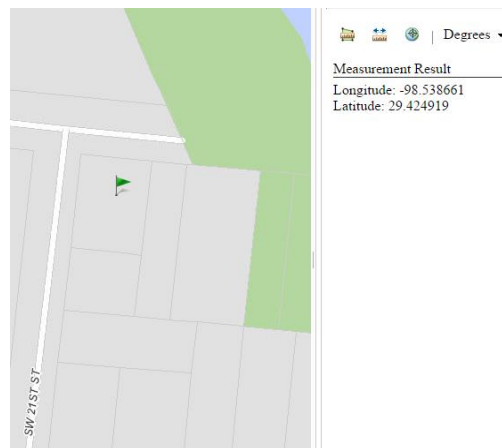 Degrees
Measurement Result
Longitude: -98.538661
Latitude: 29.424919
SW 21ST ST